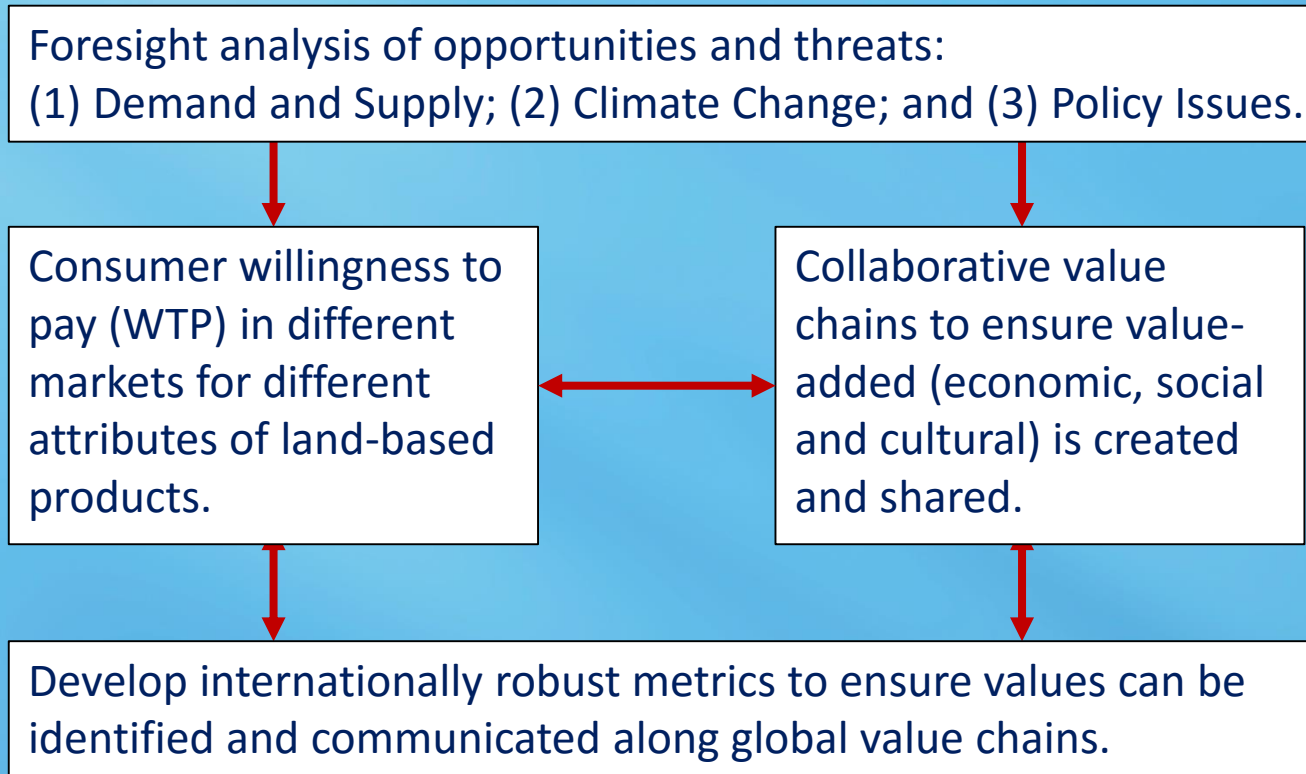 Foresight analysis of opportunities and threats:
(1) Demand and Supply; (2) Climate Change; and (3) Policy Issues.
Consumer willingness to
pay (WTP) in different
markets for different
attributes of land-based
products.
Collaborative value
chains to ensure value-
added (economic, social
and cultural) is created
and shared.
Develop internationally robust metrics to ensure values can be
identified and communicated along global value chains.